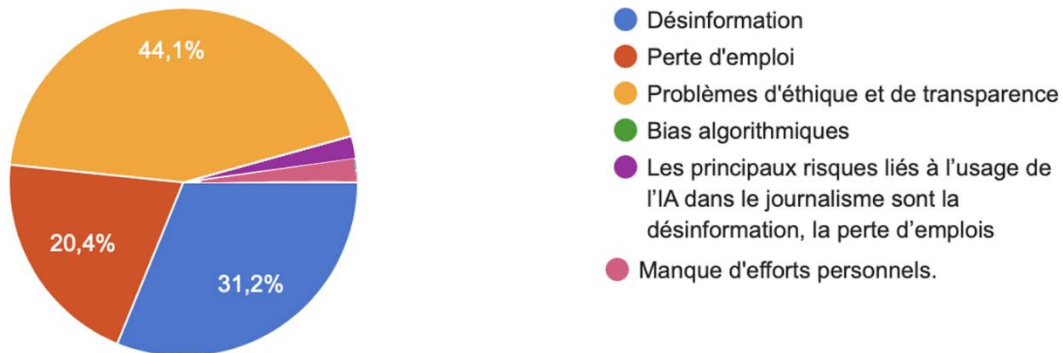 44,1%
20,4%
31,2%
Désinformation
Perte d'emploi
Problèmes d'éthique et de transparence
Bias algorithmiques
Les principaux risques liés à l'usage de
l'IA dans le journalisme sont la
désinformation, la perte d'emplois
Manque d'efforts personnels.